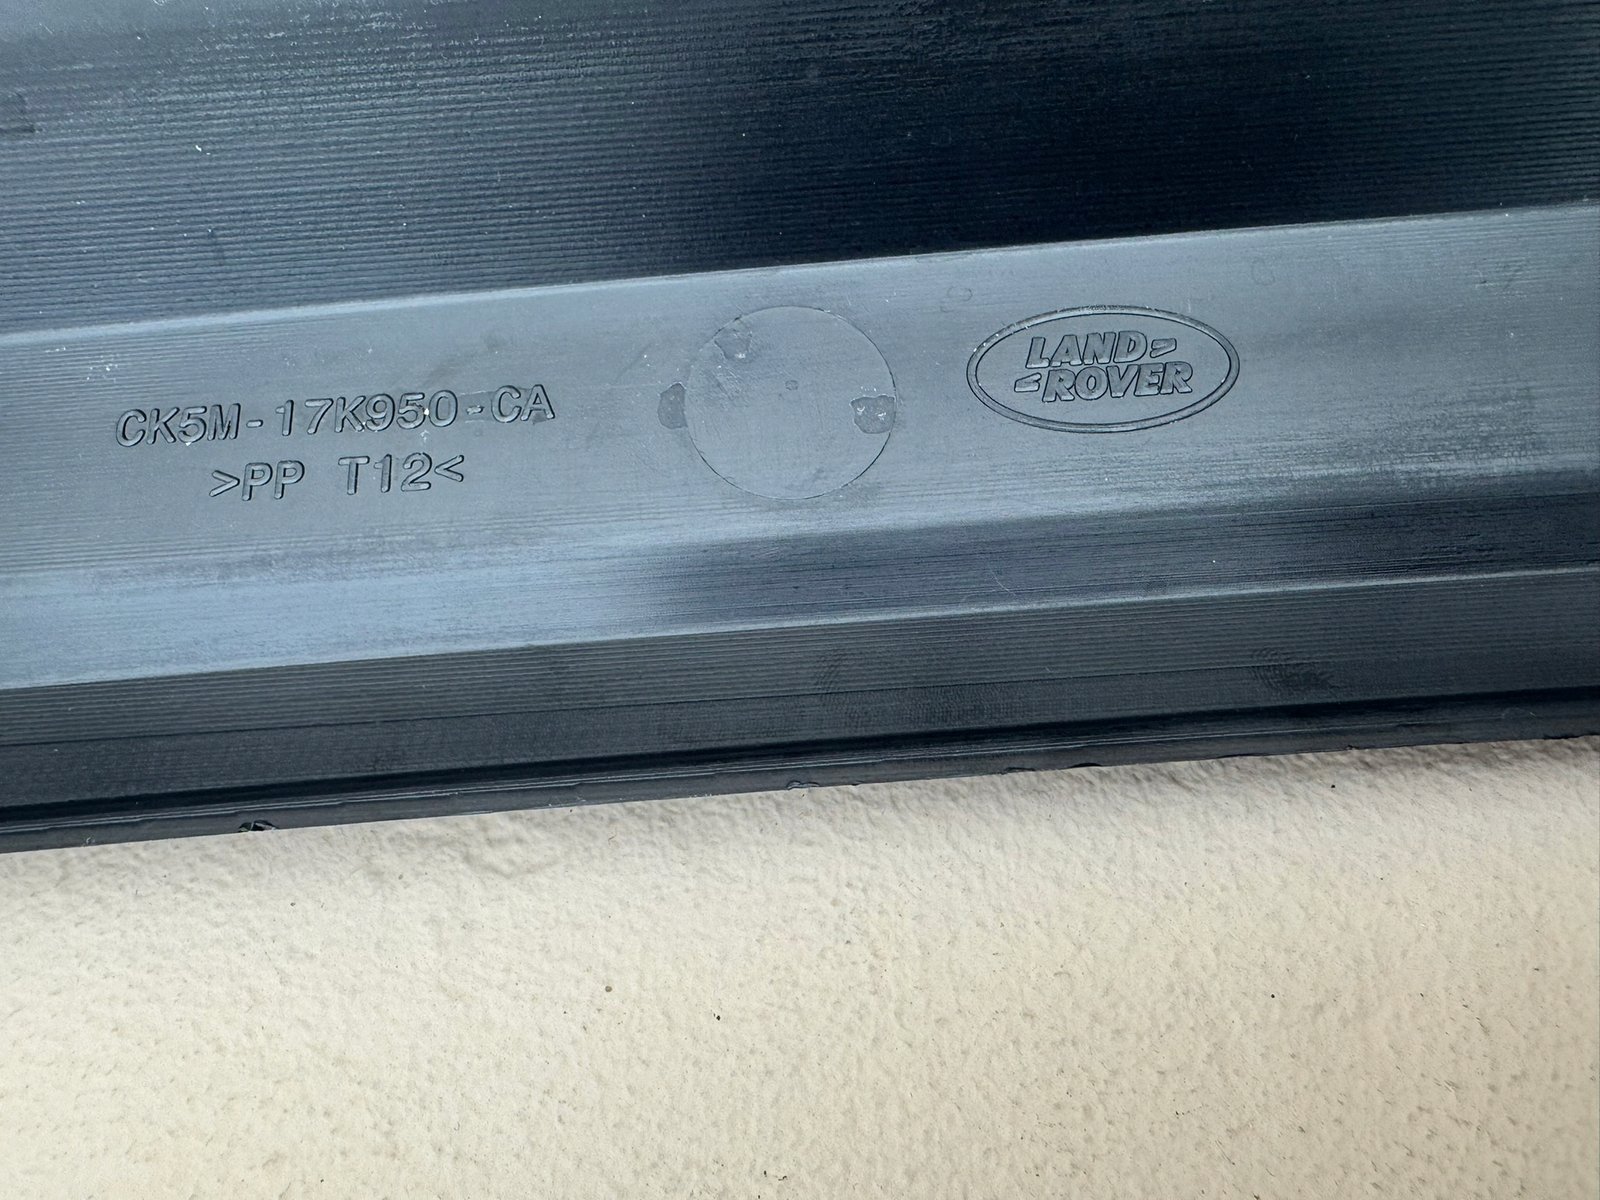 CK5M-17K950-CA
>PP T12<
LAND
ROVER